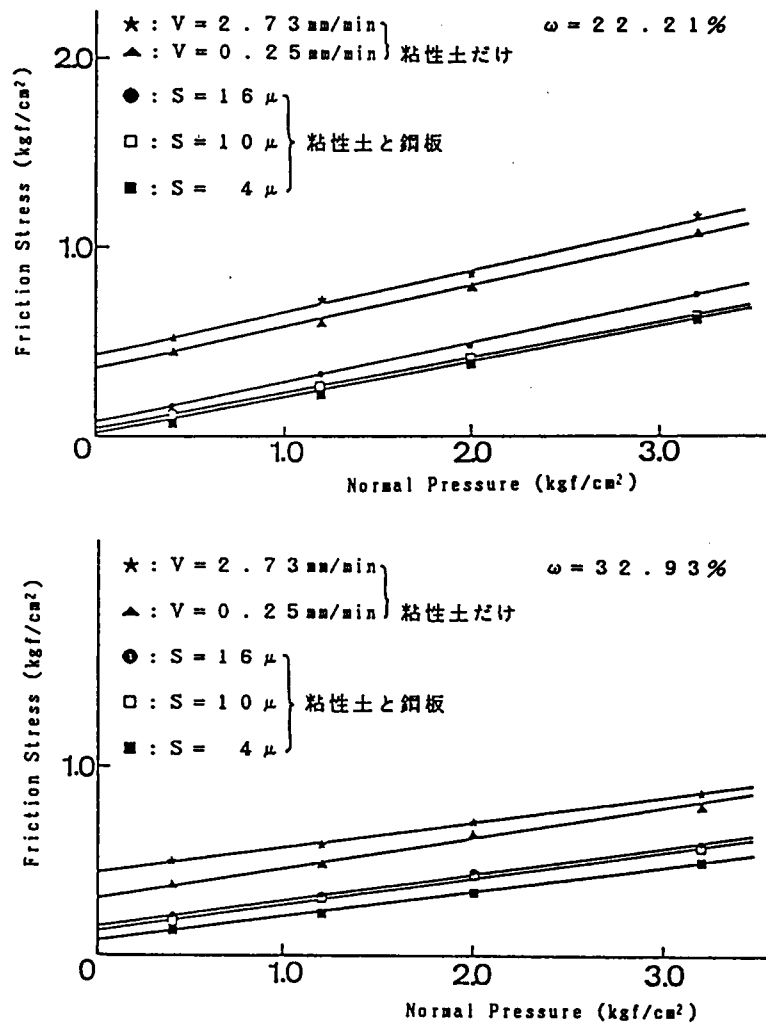 ★ : V = 2 . 7 3 mm/min
▲ : V = 0 . 2 5 mm/min
粘性土だけ
ω = 2 2 . 2 1 %
● : S = 1 6 μ
□ : S = 1 0 μ
■ : S = 4 μ
粘性土と鋼板
Friction Stress (kgf/cm²)
2.0
1.0
0
1.0
2.0
3.0
Normal Pressure (kgf/cm²)
★ : V = 2 . 7 3 mm/min
▲ : V = 0 . 2 5 mm/min
粘性土だけ
ω = 3 2 . 9 3 %
● : S = 1 6 μ
□ : S = 1 0 μ
■ : S = 4 μ
粘性土と鋼板
Friction Stress (kgf/cm²)
1.0
0
1.0
2.0
3.0
Normal Pressure (kgf/cm²)